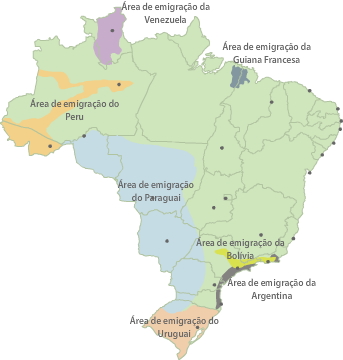 Área de emigração da
Venezuela
Área de emigração da
Guiana Francesa
Área de emigração do
Peru
Área de emigração
do Paraguai
Área de emigração da
Bolívia
Área de emigração da
Argentina
Área de emigração do
Uruguai